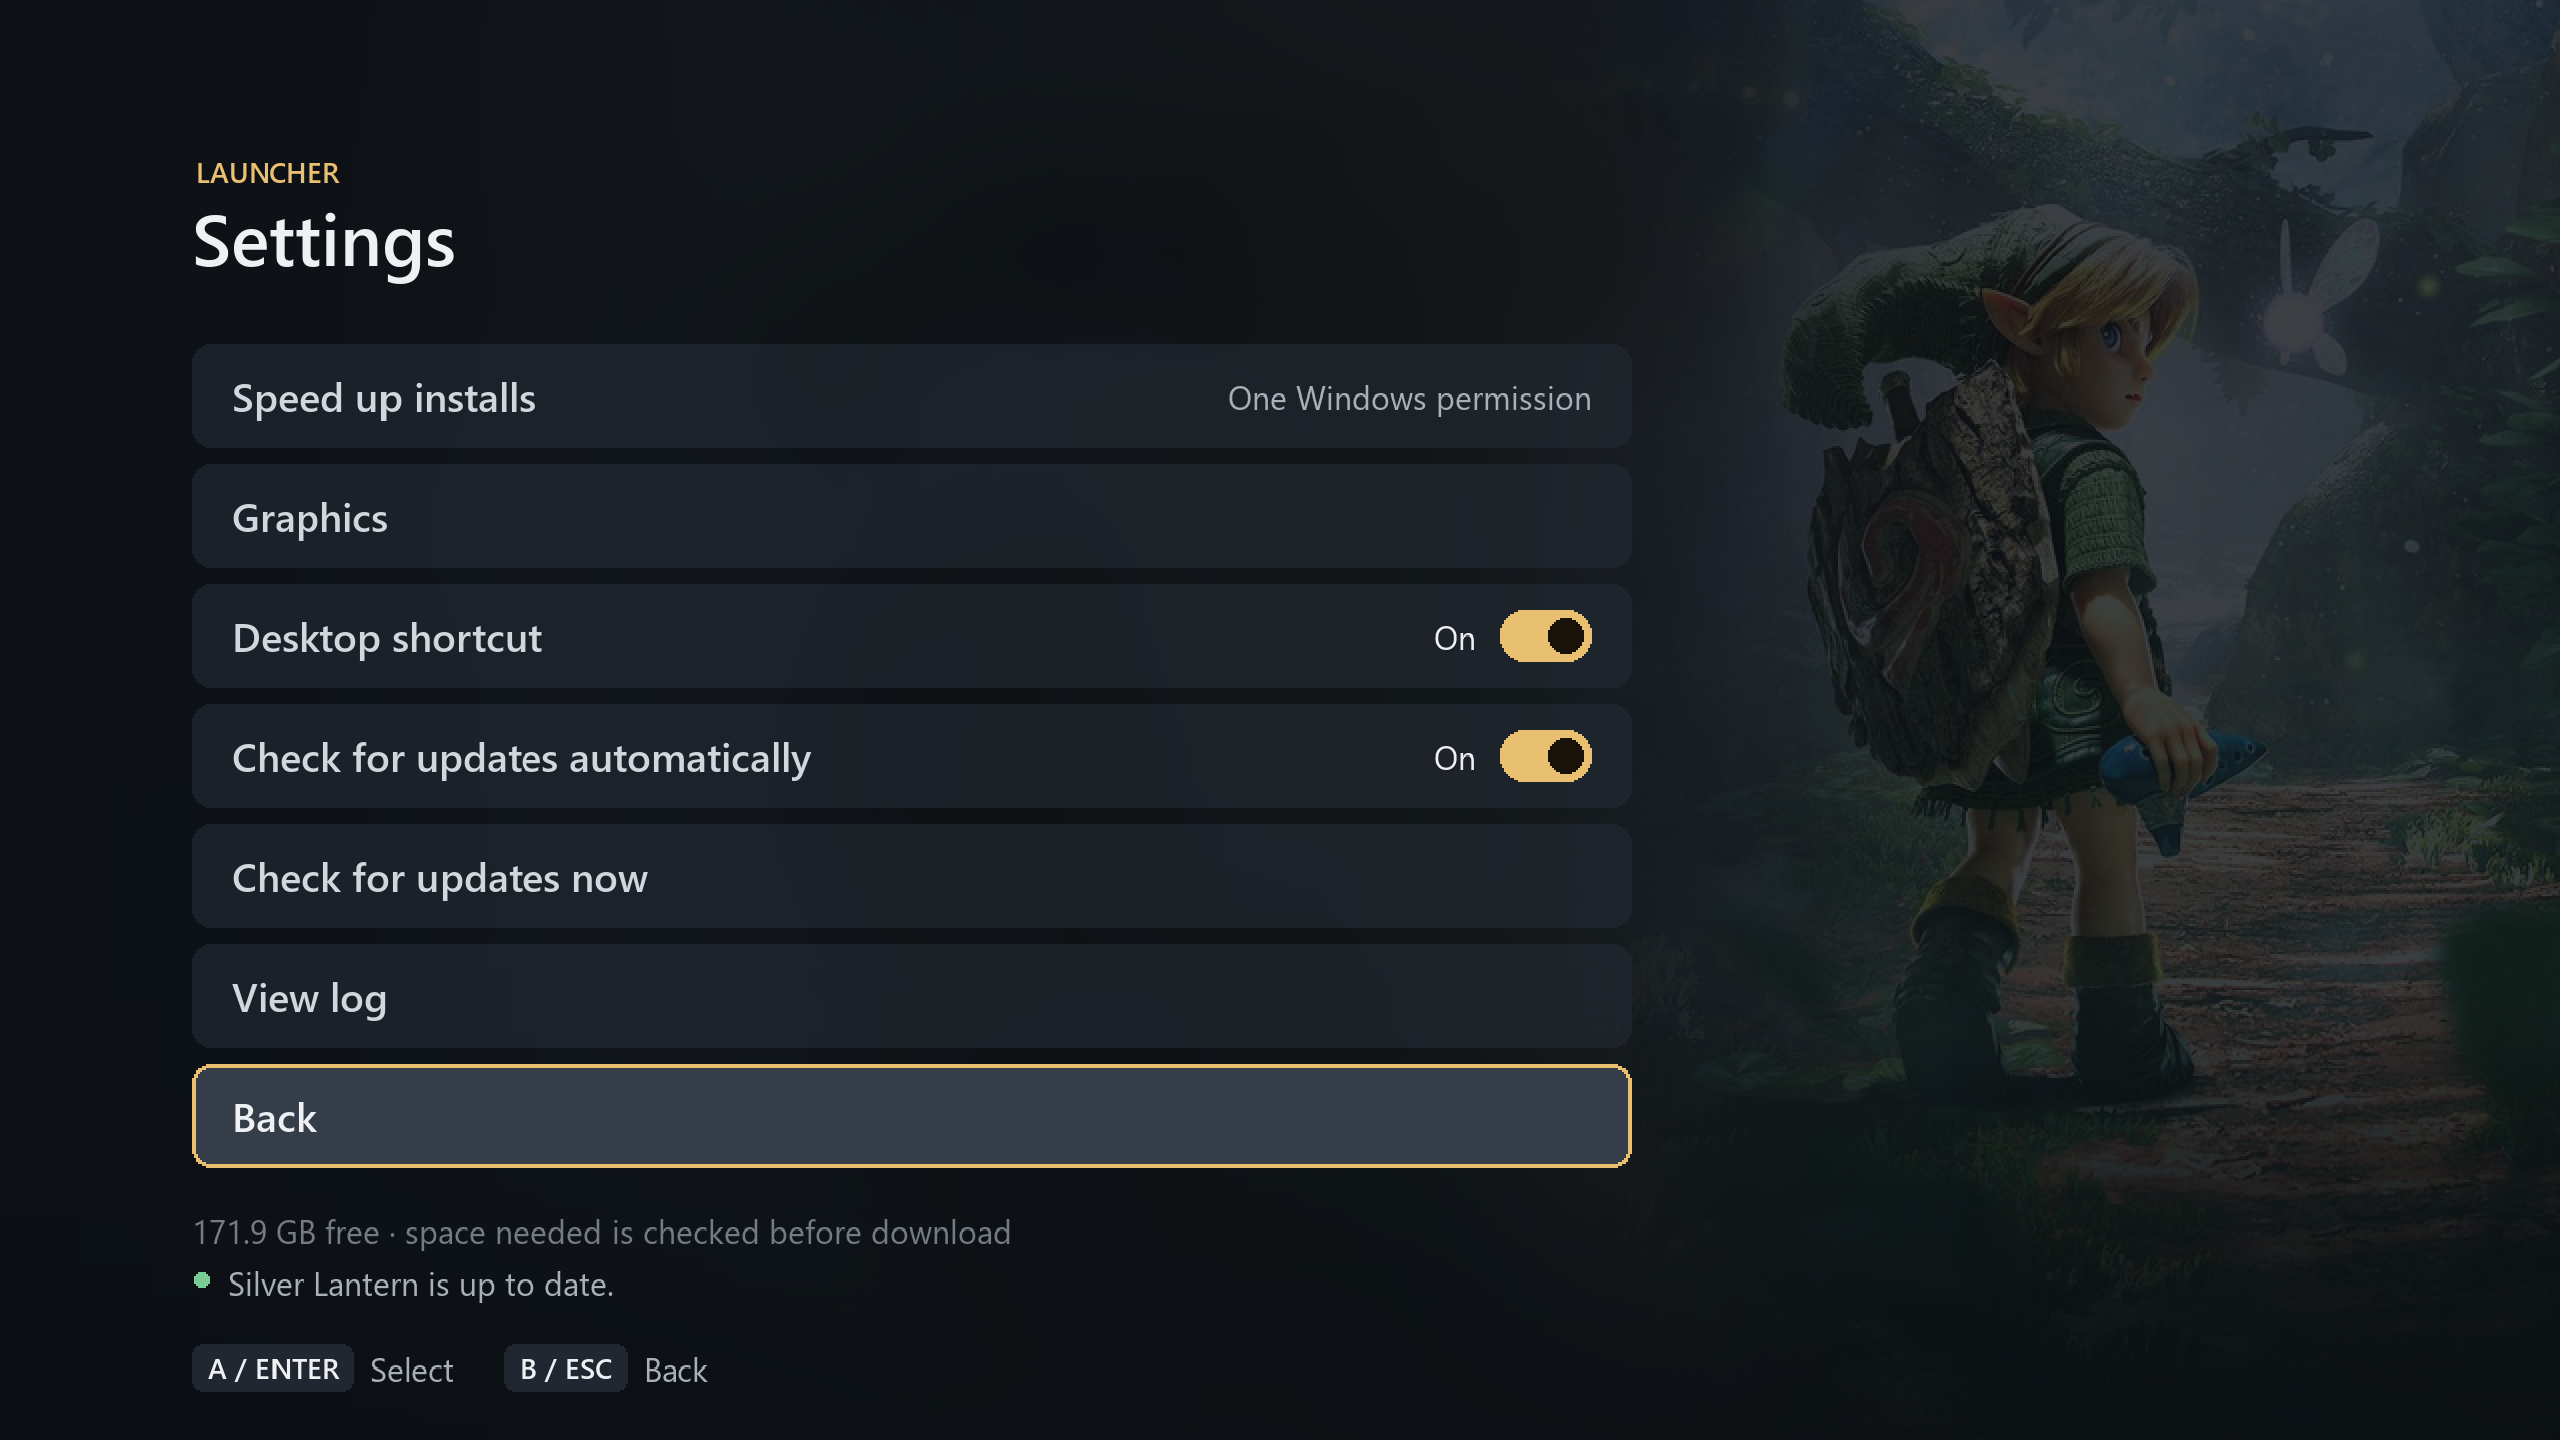 LAUNCHER
Settings
Speed up installs One Windows permission
Graphics
Desktop shortcut On
Check for updates automatically On
Check for updates now
View log
Back
171.9 GB free · space needed is checked before download
Silver Lantern is up to date.
A / ENTER Select B / ESC Back